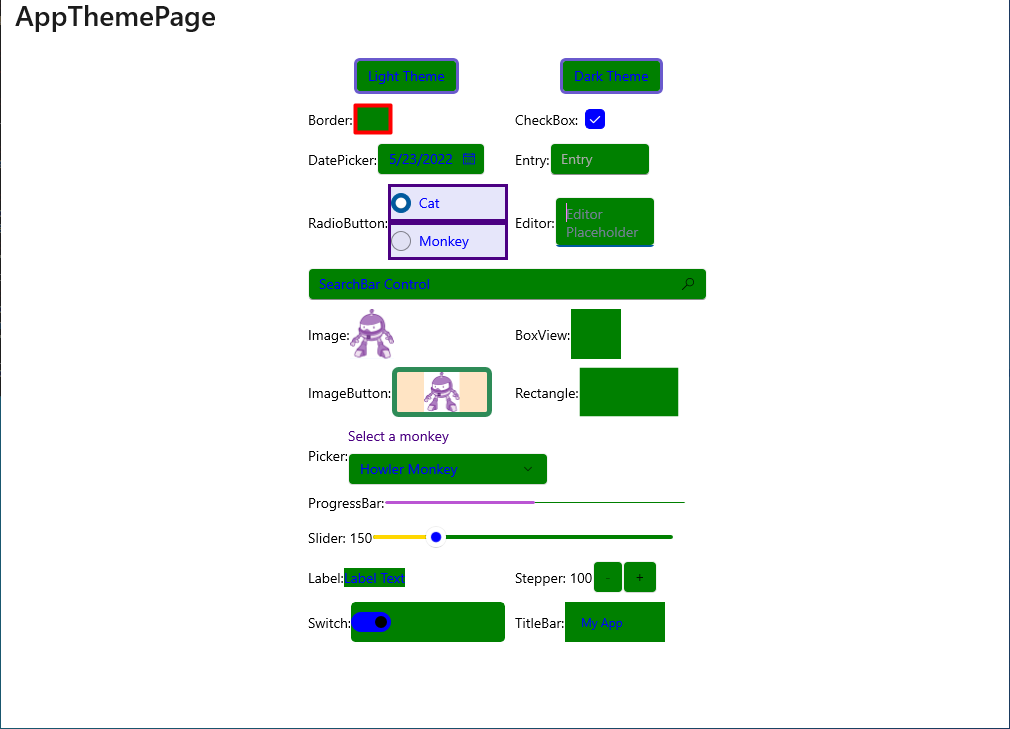 AppThemePage
Light Theme Dark Theme
Border: CheckBox:
DatePicker: 5/23/2022 Entry: Entry
RadioButton: Cat
Monkey
Editor: Editor
Placeholder
SearchBar Control
Image: BoxView:
ImageButton: Rectangle:
Select a monkey
Picker: Howler Monkey
ProgressBar:
Slider: 150
Label: Label Text Stepper: 100 - +
Switch: TitleBar: My App